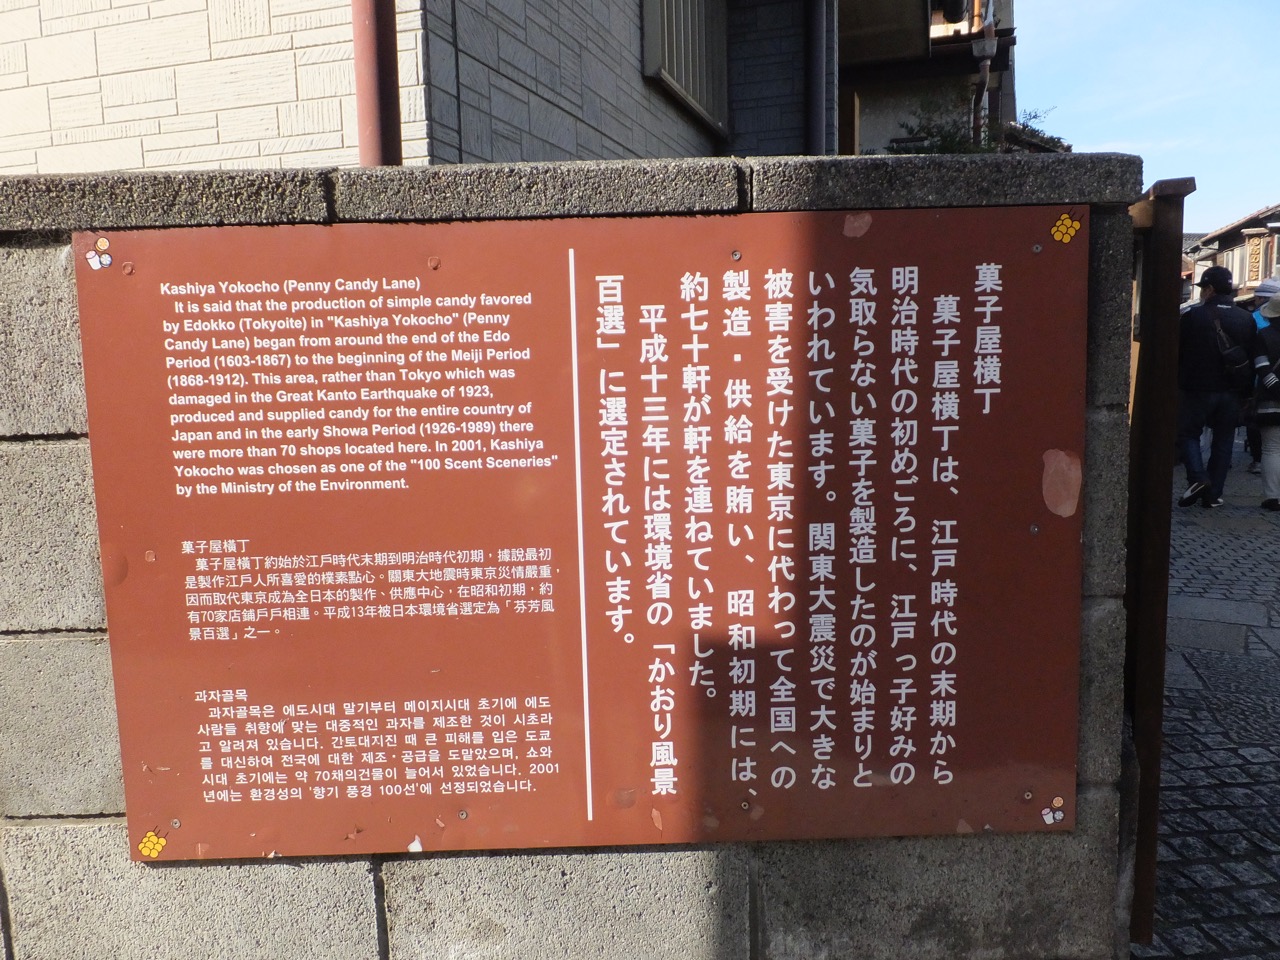 Kashiya Yokocho (Penny Candy Lane)
It is said that the production of simple candy favored
by Edokko (Tokyoite) in "Kashiya Yokocho" (Penny
Candy Lane) began from around the end of the Edo
Period (1603-1867) to the beginning of the Meiji Period
(1868-1912). This area, rather than Tokyo which was
damaged in the Great Kanto Earthquake of 1923,
produced and supplied candy for the entire country of
Japan and in the early Showa Period (1926-1989) there
were more than 70 shops located here. In 2001, Kashiya
Yokocho was chosen as one of the "100 Scent Sceneries"
by the Ministry of the Environment.
菓子屋橫丁
菓子屋橫丁約始於江戶時代末期到明治時代初期，據說最初
是製作江戶人所喜愛的樸素點心。關東大地震時東京災情嚴重，
因而取代東京成為全日本的製作、供應中心，在昭和初期，約
有70家店鋪戶戶相連。平成13年被日本環境省選定為「芬芳風
景百選」之一。
과자골목
과자골목은 에도시대 말기부터 메이지시대 초기에 에도
사람들 취향에 맞는 대중적인 과자를 제조한 것이 시초라
고 알려져 있습니다. 간토대지진 때 큰 피해를 입은 도쿄
를 대신하여 전국에 대한 제조・공급을 도맡았으며, 쇼와
시대 초기에는 약 70채의건물이 늘어서 있었습니다. 2001
년에는 환경성의 '향기 풍경 100선'에 선정되었습니다.
菓子屋横丁
菓子屋横丁は、江戸時代の末期から
明治時代の初めごろに、江戸っ子好みの
気取らない菓子を製造したのが始まりと
いわれています。関東大震災で大きな
被害を受けた東京に代わって全国への
製造・供給を賄い、昭和初期には、
約七十軒が軒を連ねていました。
平成十三年には環境省の「かおり風景
百選」に選定されています。